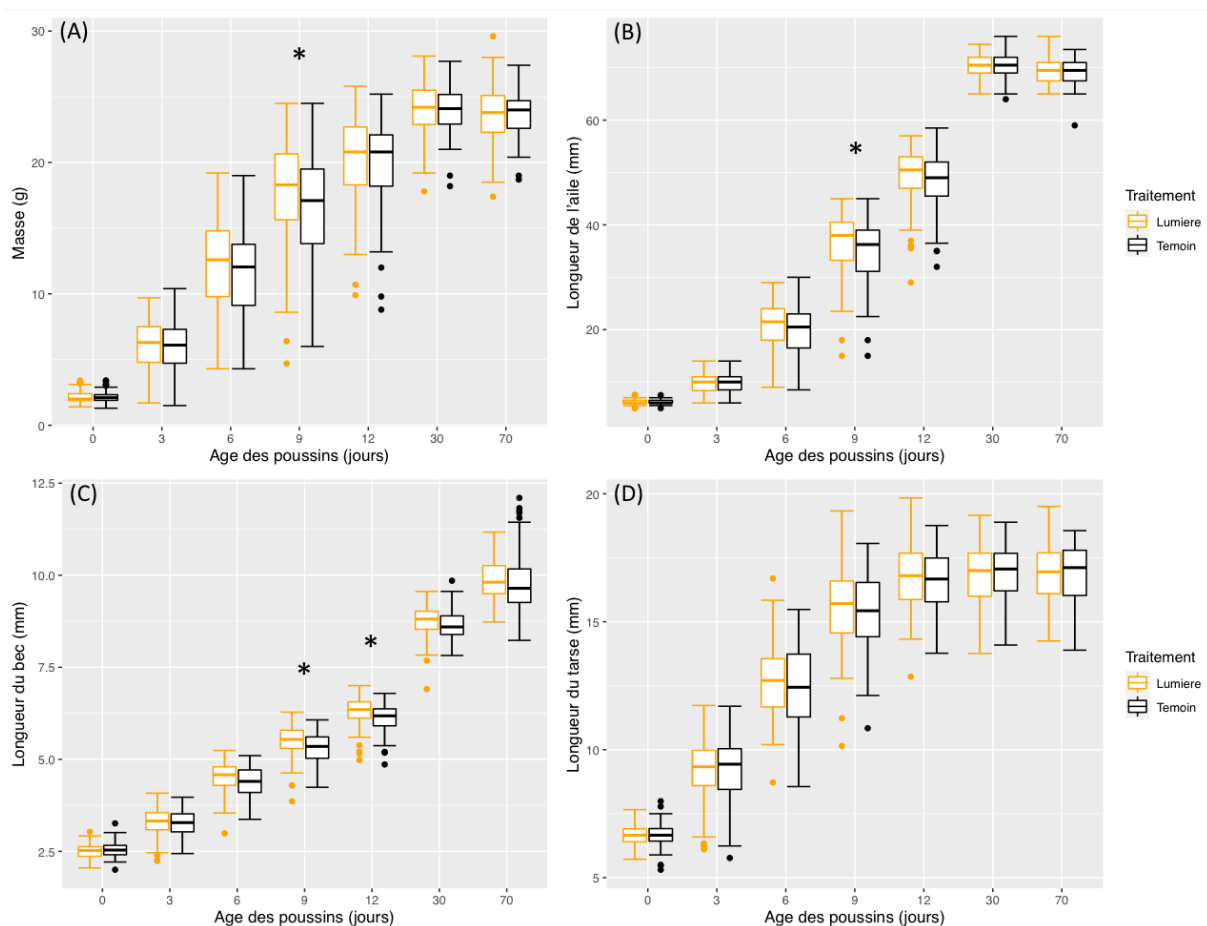 (A)
*
Masse (g)
30
20
10
0
0 3 6 9 12 30 70
Age des poussins (jours)
(B)
*
Longueur de l'aile (mm)
60
40
20
0 3 6 9 12 30 70
Age des poussins (jours)
Traitement
Lumiere
Temoin
(C)
* *
Longueur du bec (mm)
12.5
10.0
7.5
5.0
2.5
0 3 6 9 12 30 70
Age des poussins (jours)
(D)
Longueur du tarse (mm)
20
15
10
5
0 3 6 9 12 30 70
Age des poussins (jours)
Traitement
Lumiere
Temoin